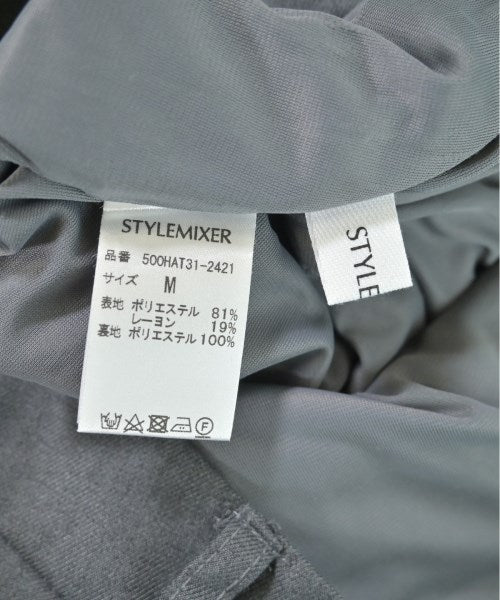 STYLEMIXER
品番 500HAT31-2421
サイズ M
表地 ポリエステル 81%
レーヨン 19%
裏地 ポリエステル 100%
F
STYLE